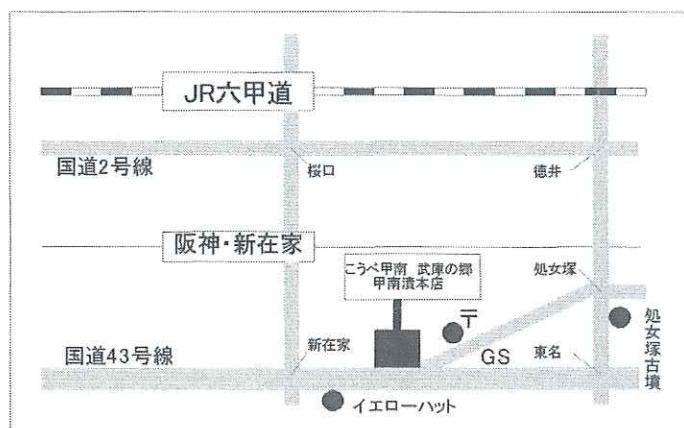 JR六甲道
国道2号線
桜口
徳井
阪神・新在家
こうべ甲南 武庫の郷
甲南漬本店
処女塚
〒
処女塚古墳
新在家
国道43号線
GS
東名
イエローハット